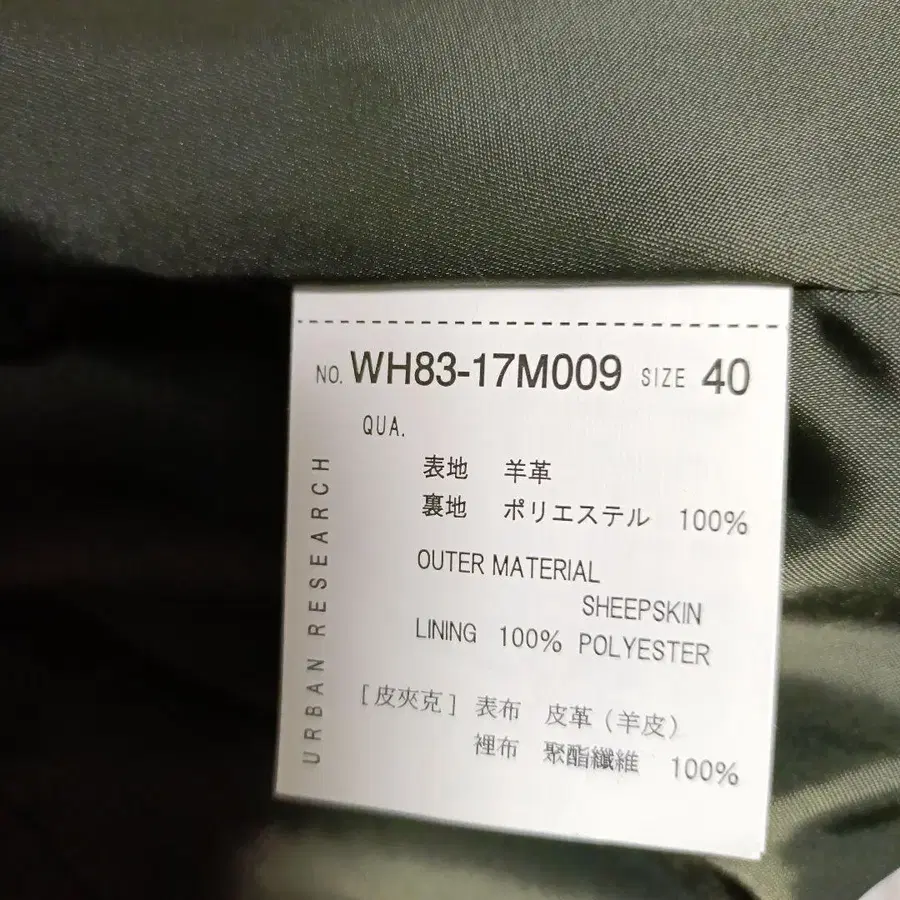 NO. WH83-17M009 SIZE 40
QUA.
表地 羊革
裏地 ポリエステル 100%
OUTER MATERIAL
SHEEPSKIN
LINING 100% POLYESTER
[皮夾克] 表布 皮革(羊皮)
裡布 聚酯纖維 100%
URBAN RESEARCH